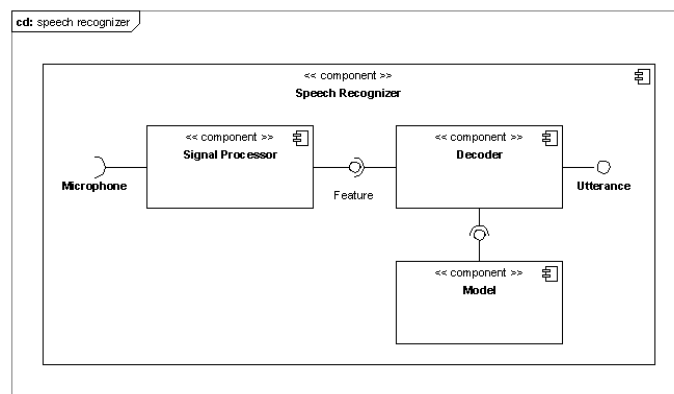 cd: speech recognizer
<< component >>
Speech Recognizer
<< component >>
Signal Processor
<< component >>
Decoder
Microphone
Feature
Utterance
<< component >>
Model